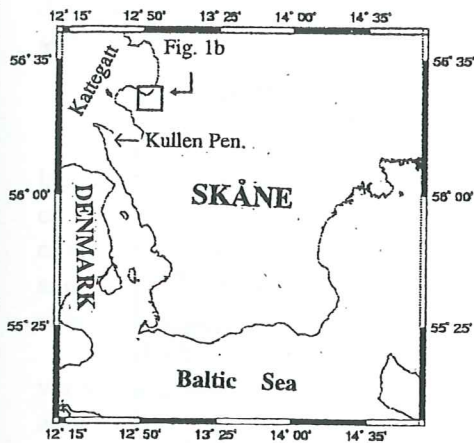 12° 15' 12° 50' 13° 25' 14° 00' 14° 35'
Fig. 1b
56° 35' 56° 35'
Kattegatt
Kullen Pen.
56° 00' SKÅNE 56° 00'
DENMARK
55° 25' 55° 25'
Baltic Sea
12° 15' 12° 50' 13° 25' 14° 00' 14° 35'